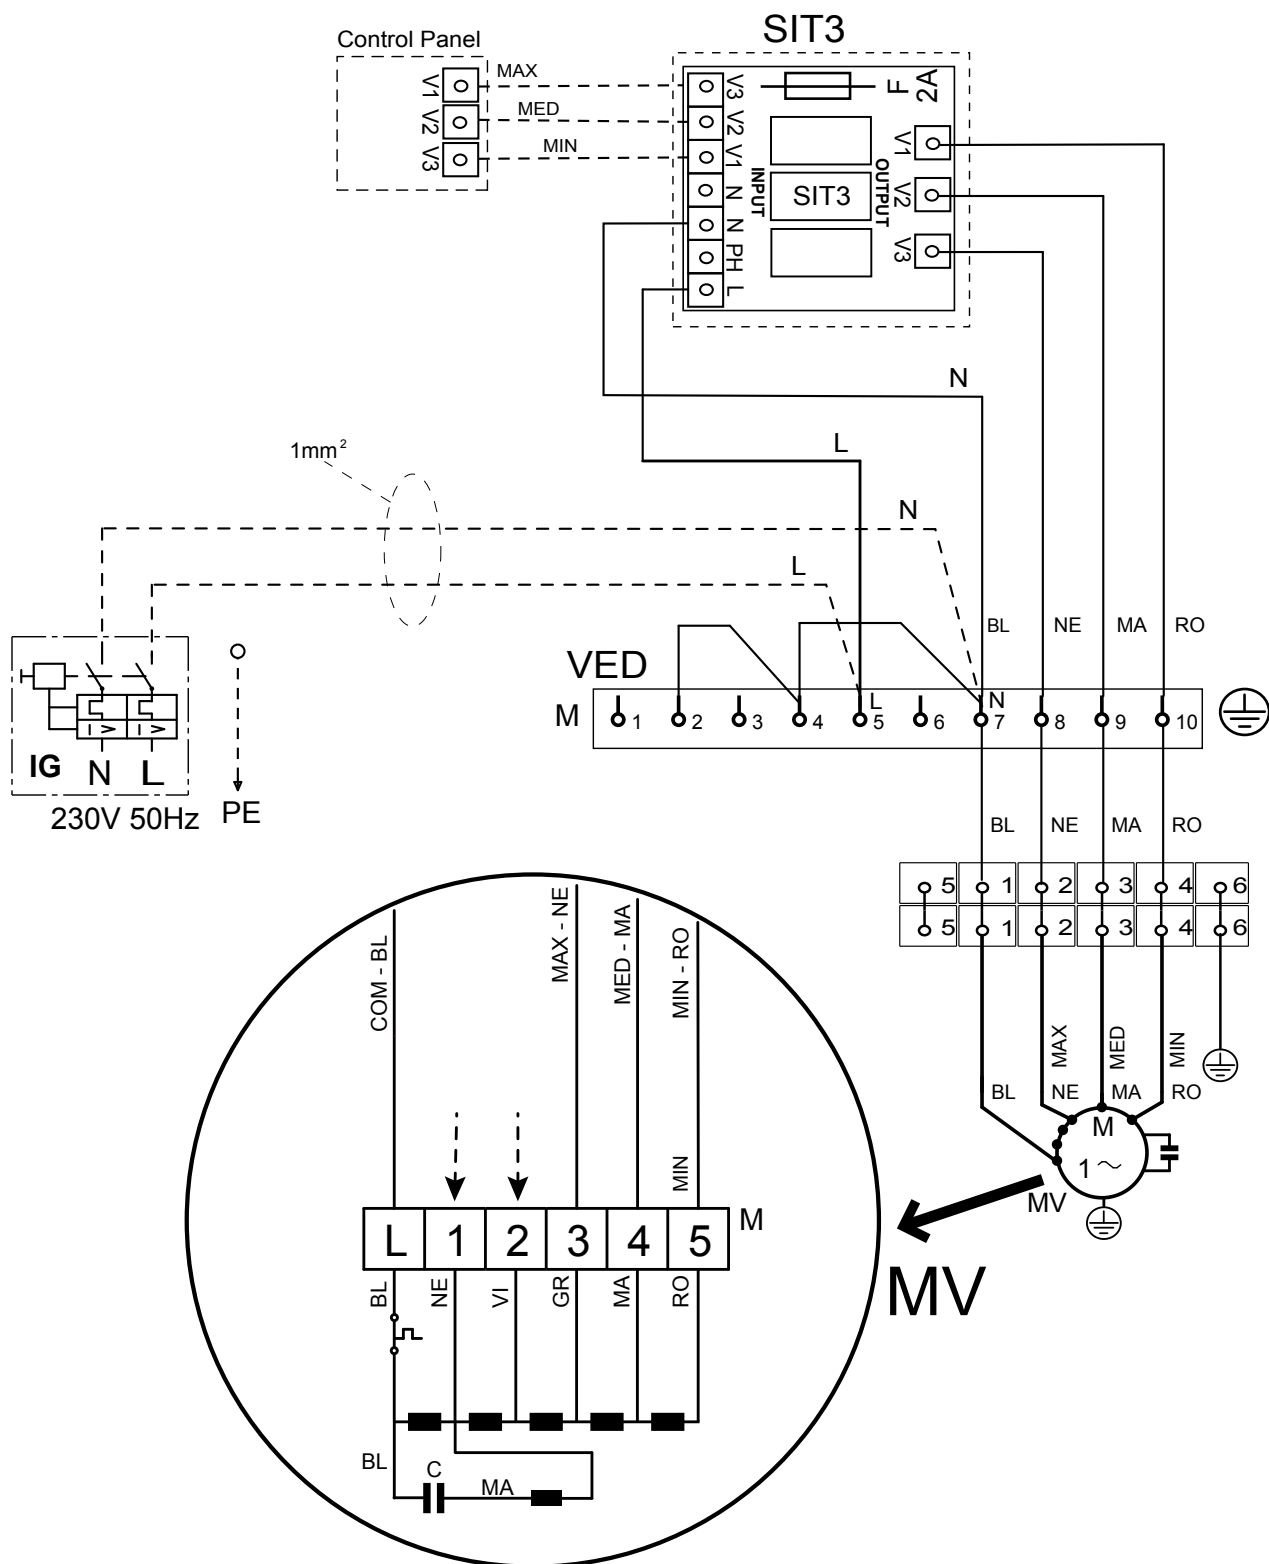 SIT3
Control Panel
V1
V2
V3
MAX
MED
MIN
V3
V2
V1
N
N
PH
L
INPUT
SIT3
OUTPUT
F
2A
V1
V2
V3
N
L
1mm²
N
L
BL
NE
MA
RO
VED
M
1
2
3
4
L
5
6
N
7
8
9
10
IG
N
L
I >
I >
230V 50Hz
PE
BL
NE
MA
RO
5
1
2
3
4
6
5
1
2
3
4
6
MAX
MED
MIN
BL
NE
MA
RO
M
1 ~
MV
MV
COM - BL
MAX - NE
MED - MA
MIN - RO
MIN
L
1
2
3
4
5
M
BL
NE
VI
GR
MA
RO
BL
C
MA